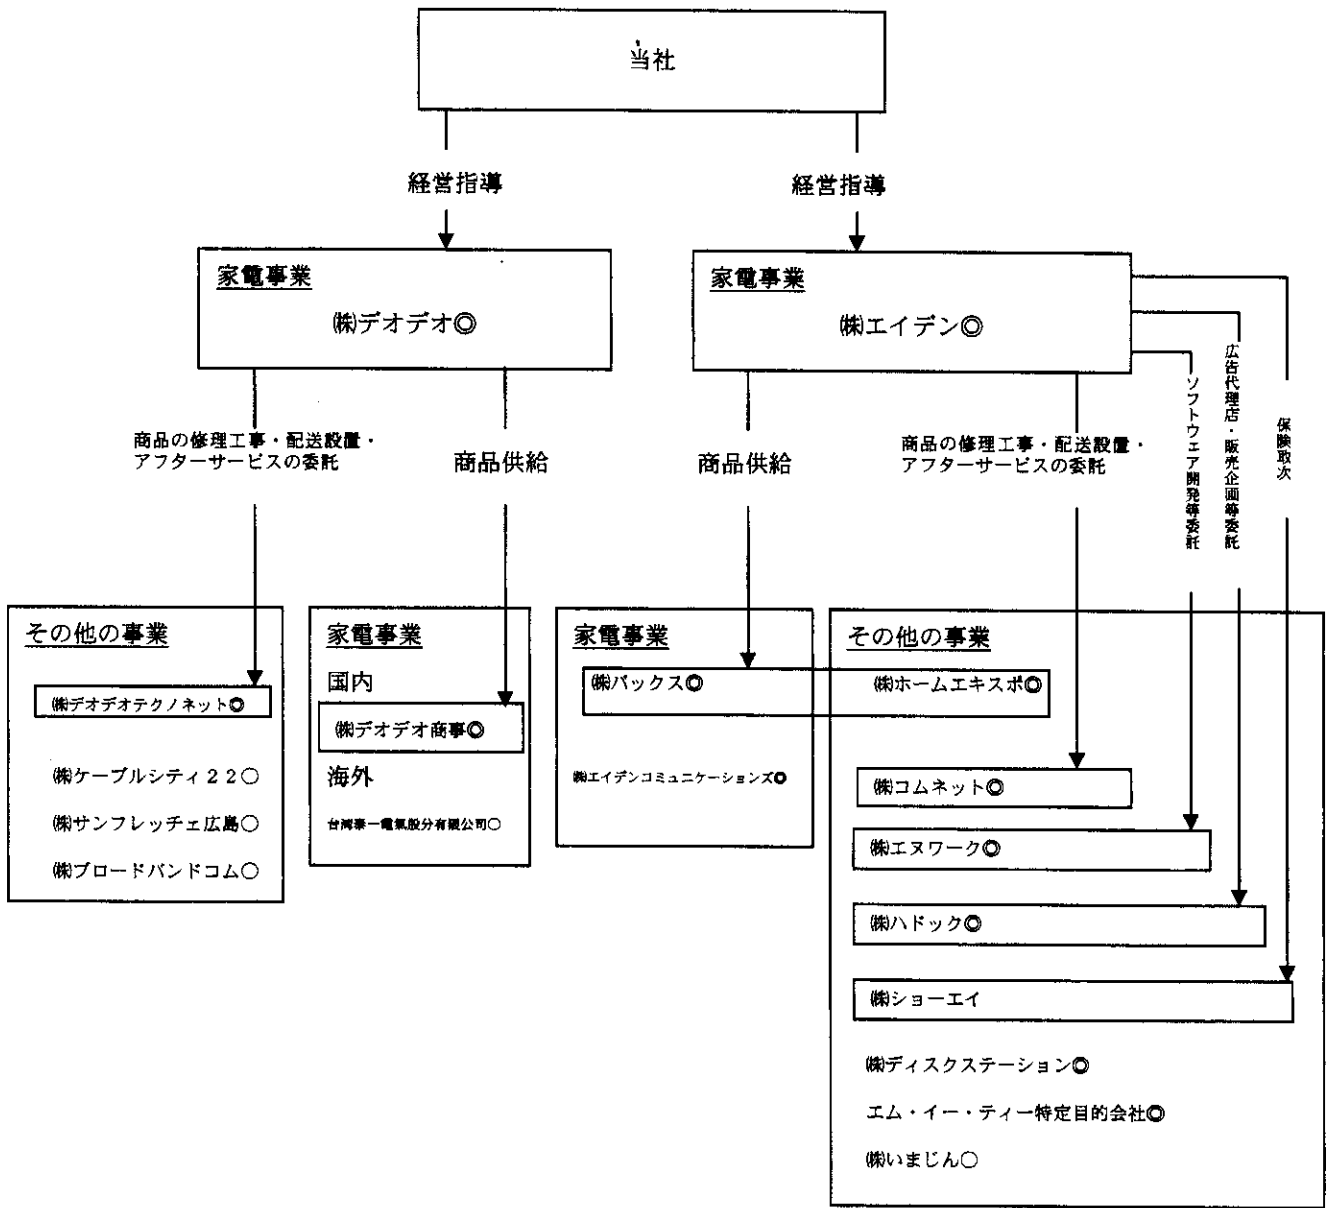 当社
経営指導
経営指導
家電事業
㈱デオデオ◎
家電事業
㈱エイデン◎
商品の修理工事・配送設置・
アフターサービスの委託
商品供給
商品供給
商品の修理工事・配送設置・
アフターサービスの委託
ソフトウェア開発等委託
広告代理店・販売企画等委託
保険取次
その他の事業
㈱デオデオテクノネット◎
㈱ケーブルシティ22○
㈱サンフレッチェ広島○
㈱ブロードバンドコム○
家電事業
国内
㈱デオデオ商事◎
海外
台湾泰一電氣股分有限公司○
家電事業
㈱パックス◎
㈱エイデンコミュニケーションズ◎
その他の事業
㈱ホームエキスポ◎
㈱コムネット◎
㈱エヌワーク◎
㈱ハドック◎
㈱ショーエイ
㈱ディスクステーション◎
エム・イー・ティー特定目的会社◎
㈱いまじん○